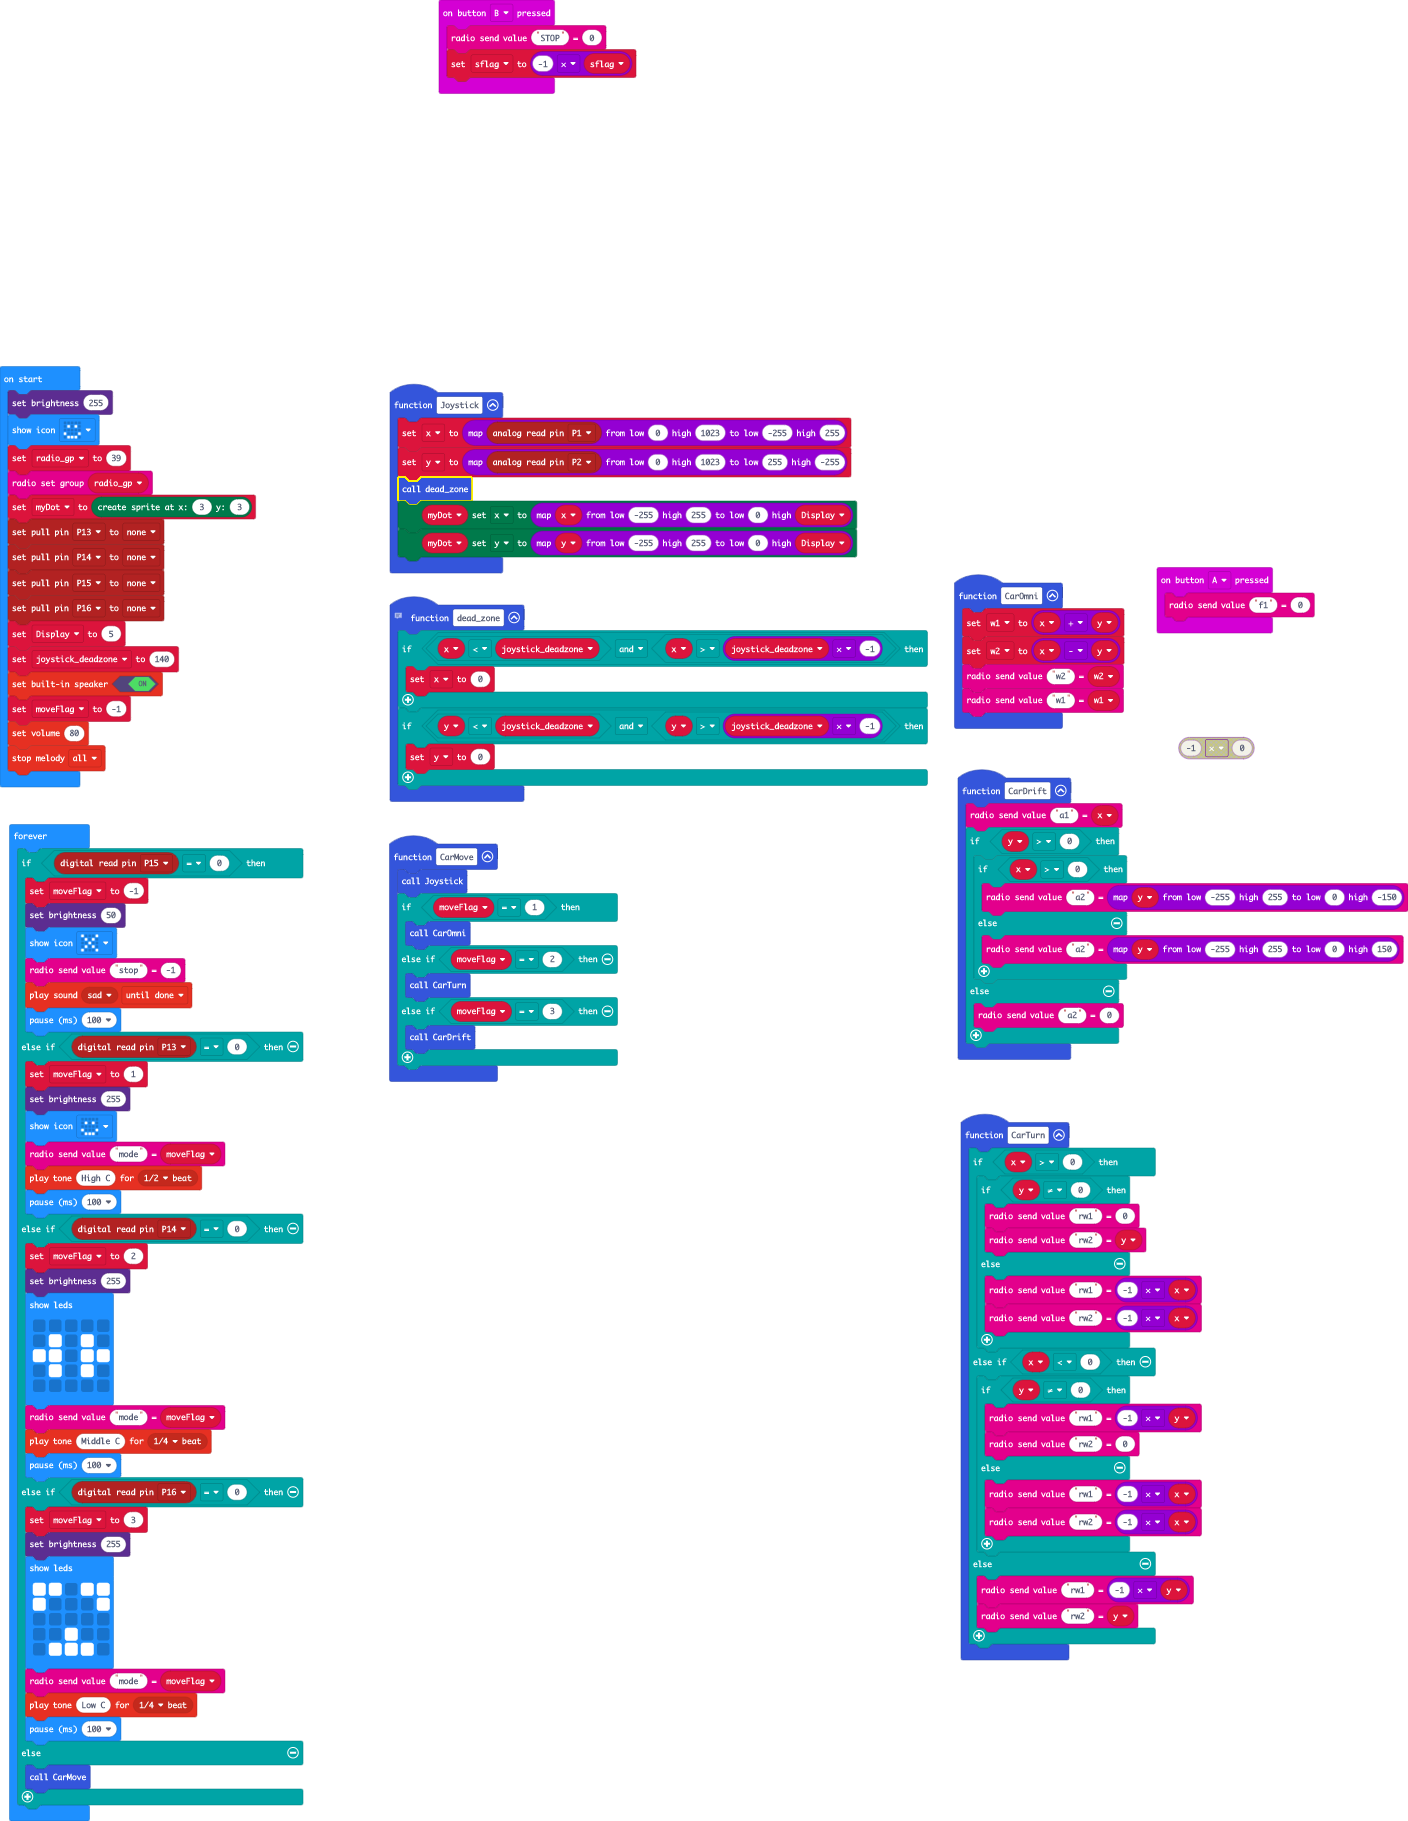 on button B pressed
radio send value "STOP" = 0
set sflag to -1 × sflag
on start
set brightness 255
show icon
set radio_gp to 39
radio set group radio_gp
set myDot to create sprite at x: 3 y: 3
set pull pin P13 to none
set pull pin P14 to none
set pull pin P15 to none
set pull pin P16 to none
set Display to 5
set joystick_deadzone to 140
set built-in speaker ON
set moveFlag to -1
set volume 80
stop melody all
forever
if digital read pin P15 = 0 then
set moveFlag to -1
set brightness 50
show icon
radio send value "stop" = -1
play sound sad until done
pause (ms) 100
else if digital read pin P13 = 0 then
set moveFlag to 1
set brightness 255
show icon
radio send value "mode" = moveFlag
play tone High C for 1/2 beat
pause (ms) 100
else if digital read pin P14 = 0 then
set moveFlag to 2
set brightness 255
show leds
radio send value "mode" = moveFlag
play tone Middle C for 1/4 beat
pause (ms) 100
else if digital read pin P16 = 0 then
set moveFlag to 3
set brightness 255
show leds
radio send value "mode" = moveFlag
play tone Low C for 1/4 beat
pause (ms) 100
else
call CarMove
function Joystick
set x to map analog read pin P1 from low 0 high 1023 to low -255 high 255
set y to map analog read pin P2 from low 0 high 1023 to low 255 high -255
call dead_zone
myDot set x to map x from low -255 high 255 to low 0 high Display
myDot set y to map y from low -255 high 255 to low 0 high Display
function dead_zone
if x < joystick_deadzone and x > joystick_deadzone × -1 then
set x to 0
if y < joystick_deadzone and y > joystick_deadzone × -1 then
set y to 0
function CarMove
call Joystick
if moveFlag = 1 then
call CarOmni
else if moveFlag = 2 then
call CarTurn
else if moveFlag = 3 then
call CarDrift
function CarOmni
set w1 to x + y
set w2 to x - y
radio send value "w2" = w2
radio send value "w1" = w1
on button A pressed
radio send value "f1" = 0
-1 × 0
function CarDrift
radio send value "a1" = x
if y > 0 then
if x > 0 then
radio send value "a2" = map y from low -255 high 255 to low 0 high -150
else
radio send value "a2" = map y from low -255 high 255 to low 0 high 150
else
radio send value "a2" = 0
function CarTurn
if x > 0 then
if y ≠ 0 then
radio send value "rw1" = 0
radio send value "rw2" = y
else
radio send value "rw1" = -1 × x
radio send value "rw2" = -1 × x
else if x < 0 then
if y ≠ 0 then
radio send value "rw1" = -1 × y
radio send value "rw2" = 0
else
radio send value "rw1" = -1 × x
radio send value "rw2" = -1 × x
else
radio send value "rw1" = -1 × y
radio send value "rw2" = y